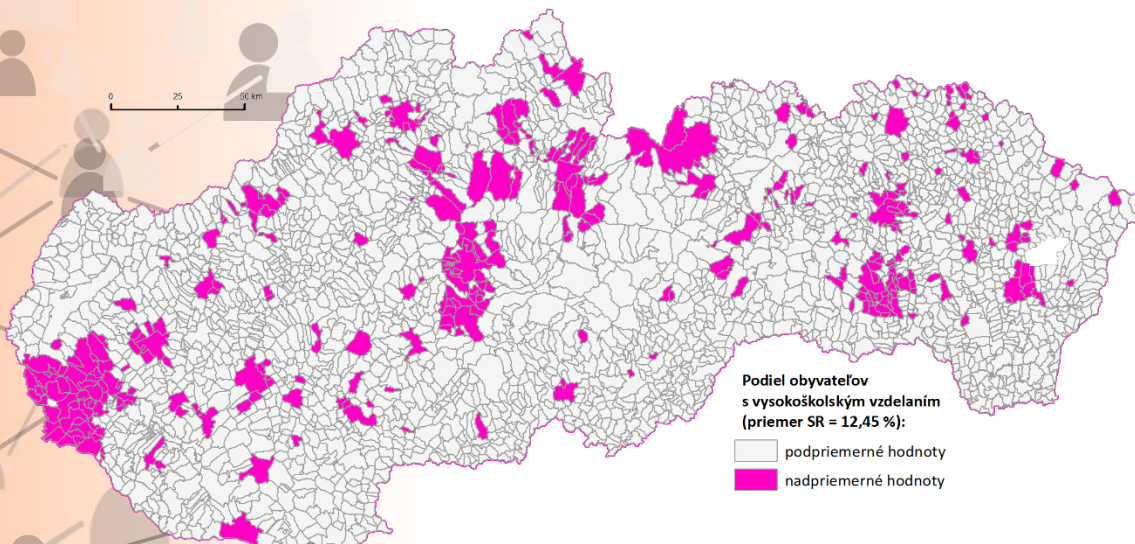 0 25 50 km
Podiel obyvateľov
s vysokoškolským vzdelaním
(priemer SR = 12,45 %):
podpriemerné hodnoty
nadpriemerné hodnoty